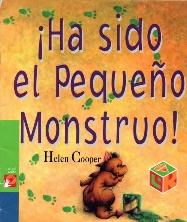 ¡Ha sido
el Pequeño
Monstruo!
Helen Cooper